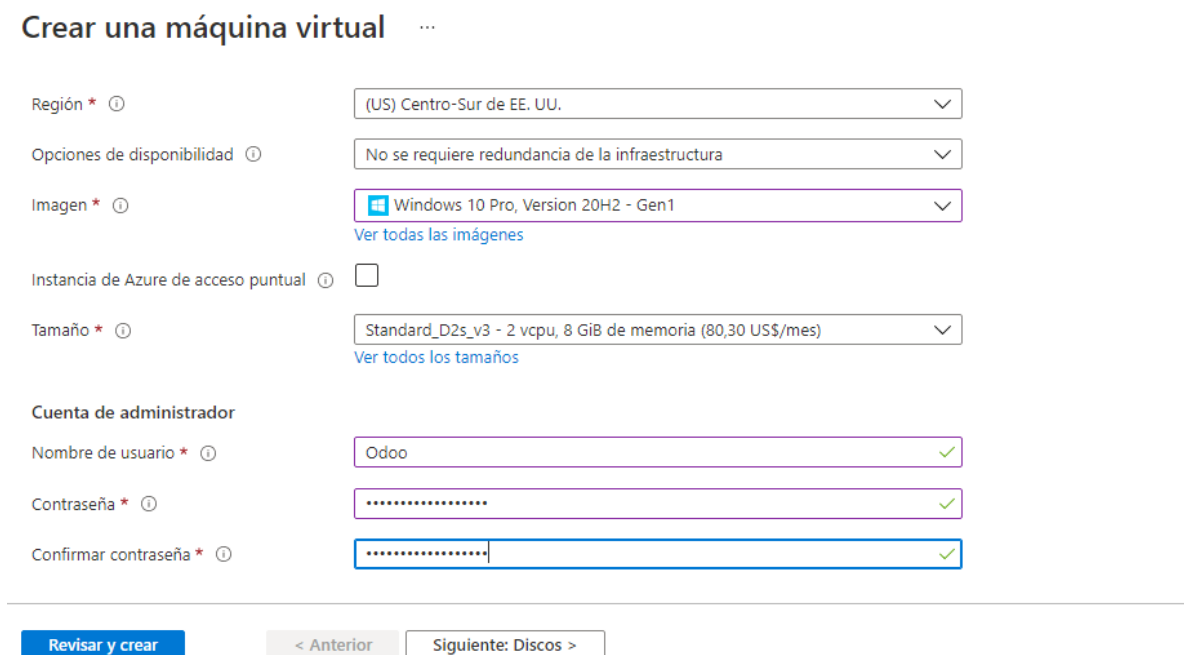 Crear una máquina virtual ...
Región * (US) Centro-Sur de EE. UU.
Opciones de disponibilidad No se requiere redundancia de la infraestructura
Imagen * Windows 10 Pro, Version 20H2 - Gen1
Ver todas las imágenes
Instancia de Azure de acceso puntual
Tamaño * Standard_D2s_v3 - 2 vcpu, 8 GiB de memoria (80,30 US$/mes)
Ver todos los tamaños
Cuenta de administrador
Nombre de usuario * Odoo
Contraseña * ••••••••••••••••••
Confirmar contraseña * ••••••••••••••••••
Revisar y crear < Anterior Siguiente: Discos >